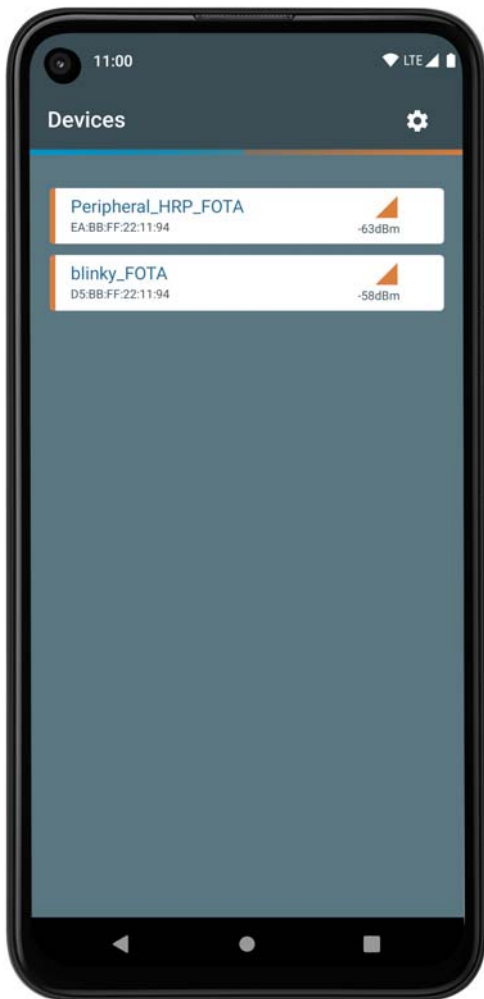 11:00
LTE
Devices
Peripheral_HRP_FOTA
EA:BB:FF:22:11:94
-63dBm
blinky_FOTA
D5:BB:FF:22:11:94
-58dBm